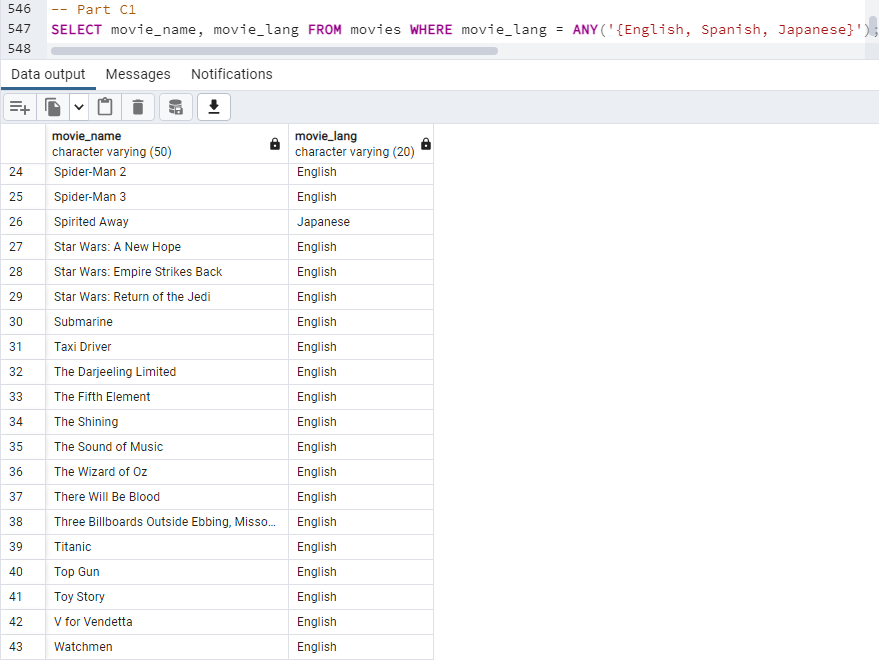 546 -- Part C1
547 SELECT movie_name, movie_lang FROM movies WHERE movie_lang = ANY('{English, Spanish, Japanese}');
548
Data output Messages Notifications
movie_name movie_lang
character varying (50) character varying (20)
24 Spider-Man 2 English
25 Spider-Man 3 English
26 Spirited Away Japanese
27 Star Wars: A New Hope English
28 Star Wars: Empire Strikes Back English
29 Star Wars: Return of the Jedi English
30 Submarine English
31 Taxi Driver English
32 The Darjeeling Limited English
33 The Fifth Element English
34 The Shining English
35 The Sound of Music English
36 The Wizard of Oz English
37 There Will Be Blood English
38 Three Billboards Outside Ebbing, Misso... English
39 Titanic English
40 Top Gun English
41 Toy Story English
42 V for Vendetta English
43 Watchmen English